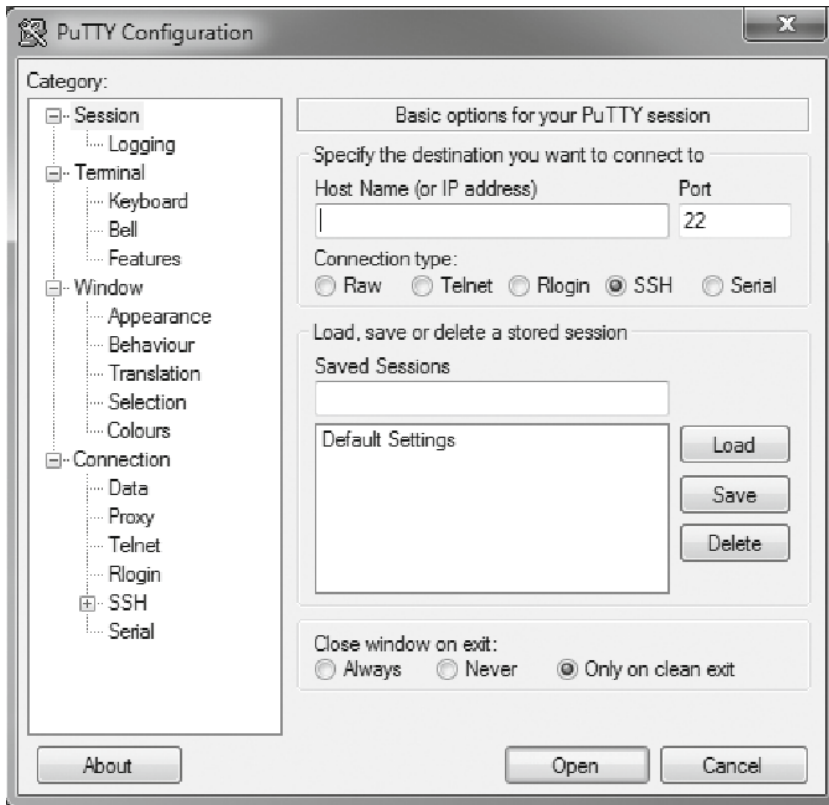 PuTTY Configuration
Category:
Session
Logging
Terminal
Keyboard
Bell
Features
Window
Appearance
Behaviour
Translation
Selection
Colours
Connection
Data
Proxy
Telnet
Rlogin
SSH
Serial
Basic options for your PuTTY session
Specify the destination you want to connect to
Host Name (or IP address) Port
22
Connection type:
Raw Telnet Rlogin SSH Serial
Load, save or delete a stored session
Saved Sessions
Default Settings
Load
Save
Delete
Close window on exit:
Always Never Only on clean exit
About Open Cancel